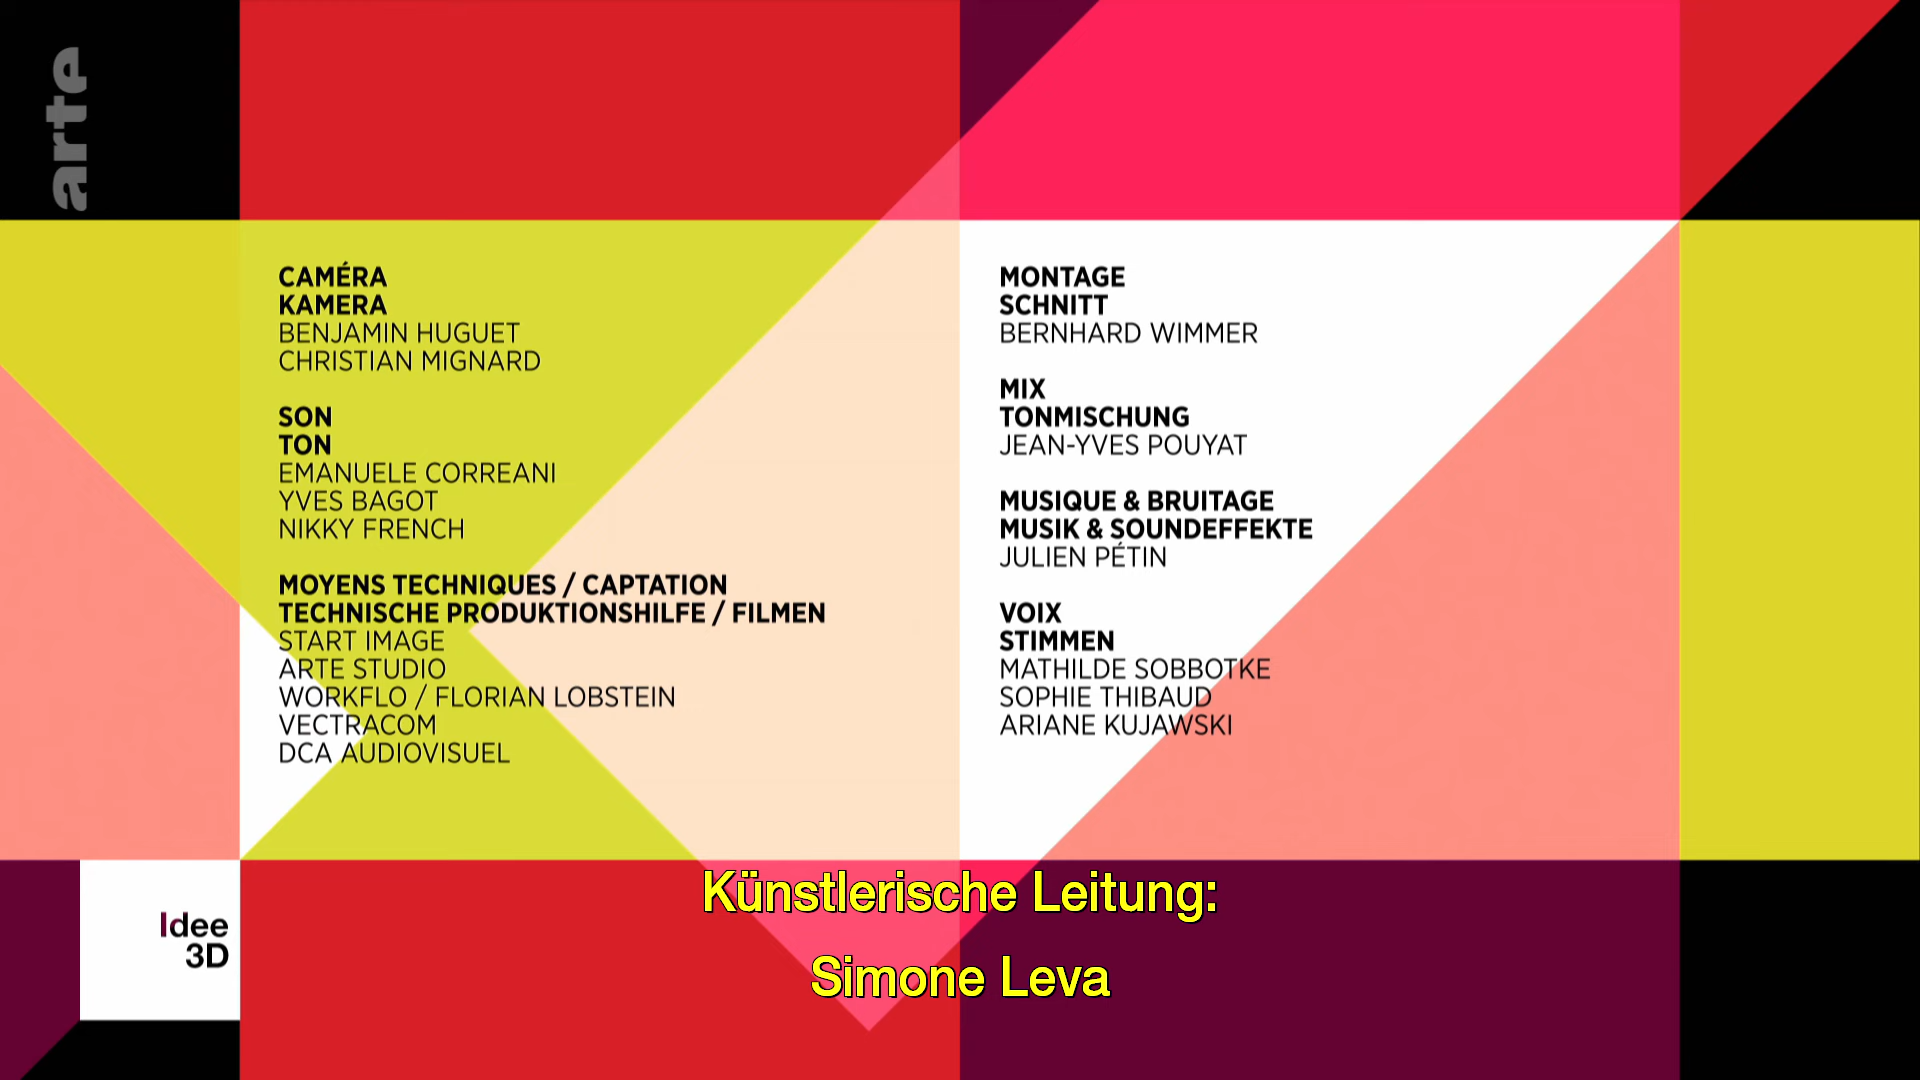 arte
CAMÉRA
KAMERA
BENJAMIN HUGUET
CHRISTIAN MIGNARD
SON
TON
EMANUELE CORREANI
YVES BAGOT
NIKKY FRENCH
MOYENS TECHNIQUES / CAPTATION
TECHNISCHE PRODUKTIONSHILFE / FILMEN
START IMAGE
ARTE STUDIO
WORKFLO / FLORIAN LOBSTEIN
VECTRACOM
DCA AUDIOVISUEL
MONTAGE
SCHNITT
BERNHARD WIMMER
MIX
TONMISCHUNG
JEAN-YVES POUYAT
MUSIQUE & BRUITAGE
MUSIK & SOUNDEFFEKTE
JULIEN PÉTIN
VOIX
STIMMEN
MATHILDE SOBBOTKE
SOPHIE THIBAUD
ARIANE KUJAWSKI
Idee
3D
Künstlerische Leitung:
Simone Leva